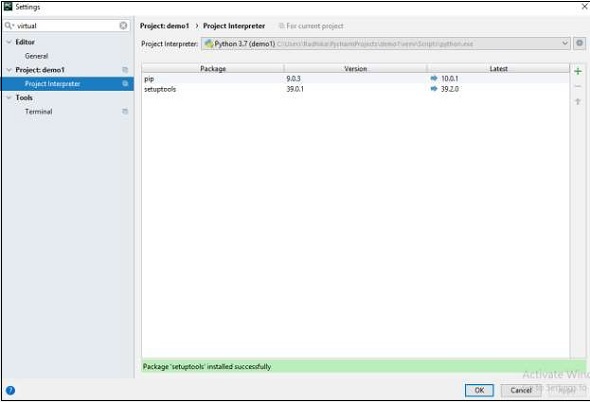 Settings
virtual
Editor
General
Project: demo1
Project Interpreter
Tools
Terminal
Project: demo1 › Project Interpreter For current project
Project Interpreter: Python 3.7 (demo1) C:\Users\Radhika\PycharmProjects\demo1\venv\Scripts\python.exe
Package Version Latest
pip 9.0.3 10.0.1
setuptools 39.0.1 39.2.0
Package 'setuptools' installed successfully
Activate Win
to Settings to
OK Cancel Apply